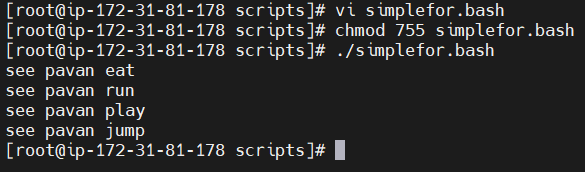 [root@ip-172-31-81-178 scripts]# vi simplefor.bash
[root@ip-172-31-81-178 scripts]# chmod 755 simplefor.bash
[root@ip-172-31-81-178 scripts]# ./simplefor.bash
see pavan eat
see pavan run
see pavan play
see pavan jump
[root@ip-172-31-81-178 scripts]#